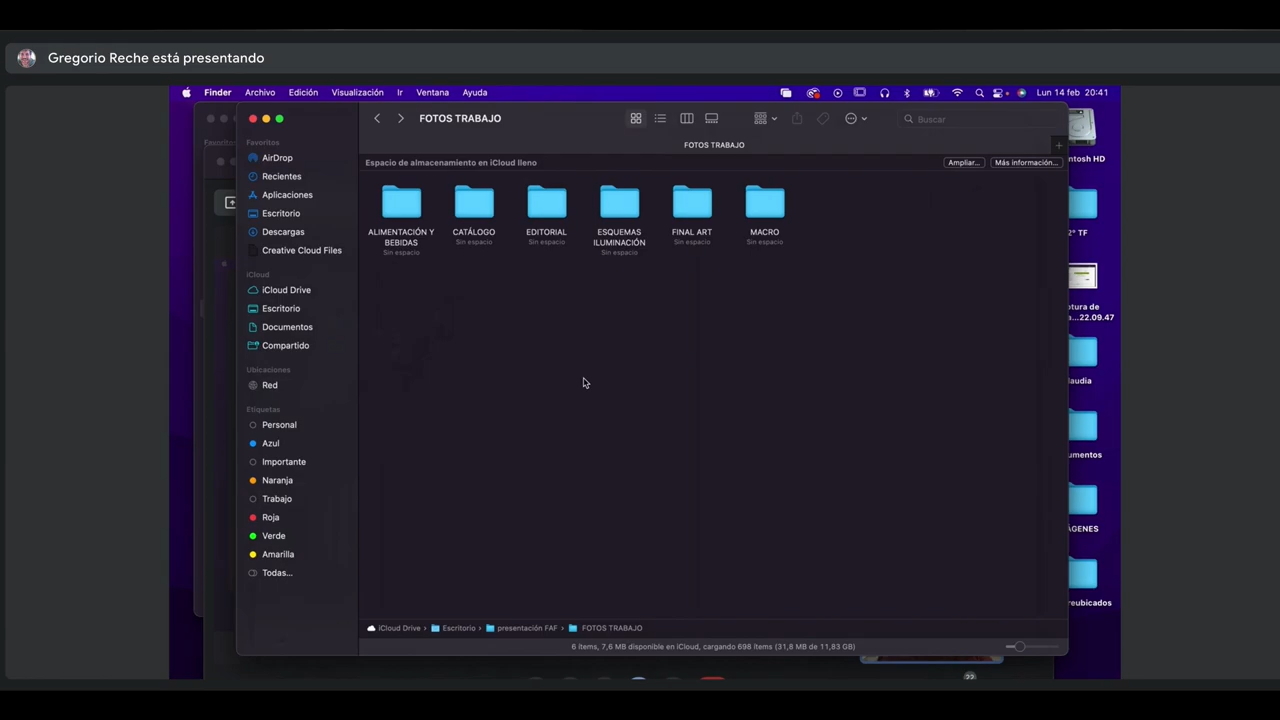 Gregorio Reche está presentando
Finder Archivo Edición Visualización Ir Ventana Ayuda
Lun 14 feb 20:41
FOTOS TRABAJO
Buscar
FOTOS TRABAJO
Espacio de almacenamiento en iCloud lleno
Ampliar...
Más información...
Favoritos
AirDrop
Recientes
Aplicaciones
Escritorio
Descargas
Creative Cloud Files
iCloud
iCloud Drive
Escritorio
Documentos
Compartido
Ubicaciones
Red
Etiquetas
Personal
Azul
Importante
Naranja
Trabajo
Roja
Verde
Amarilla
Todas...
ALIMENTACIÓN Y BEBIDAS
Sin espacio
CATÁLOGO
Sin espacio
EDITORIAL
Sin espacio
ESQUEMAS ILUMINACIÓN
Sin espacio
FINAL ART
Sin espacio
MACRO
Sin espacio
iCloud Drive › Escritorio › presentación FAF › FOTOS TRABAJO
6 ítems, 7,6 MB disponible en iCloud, cargando 698 ítems (31,8 MB de 11,83 GB)
ntosh HD
2° TF
ptura de
a...22.09.47
laudia
umentos
ÁGENES
reubicados
22